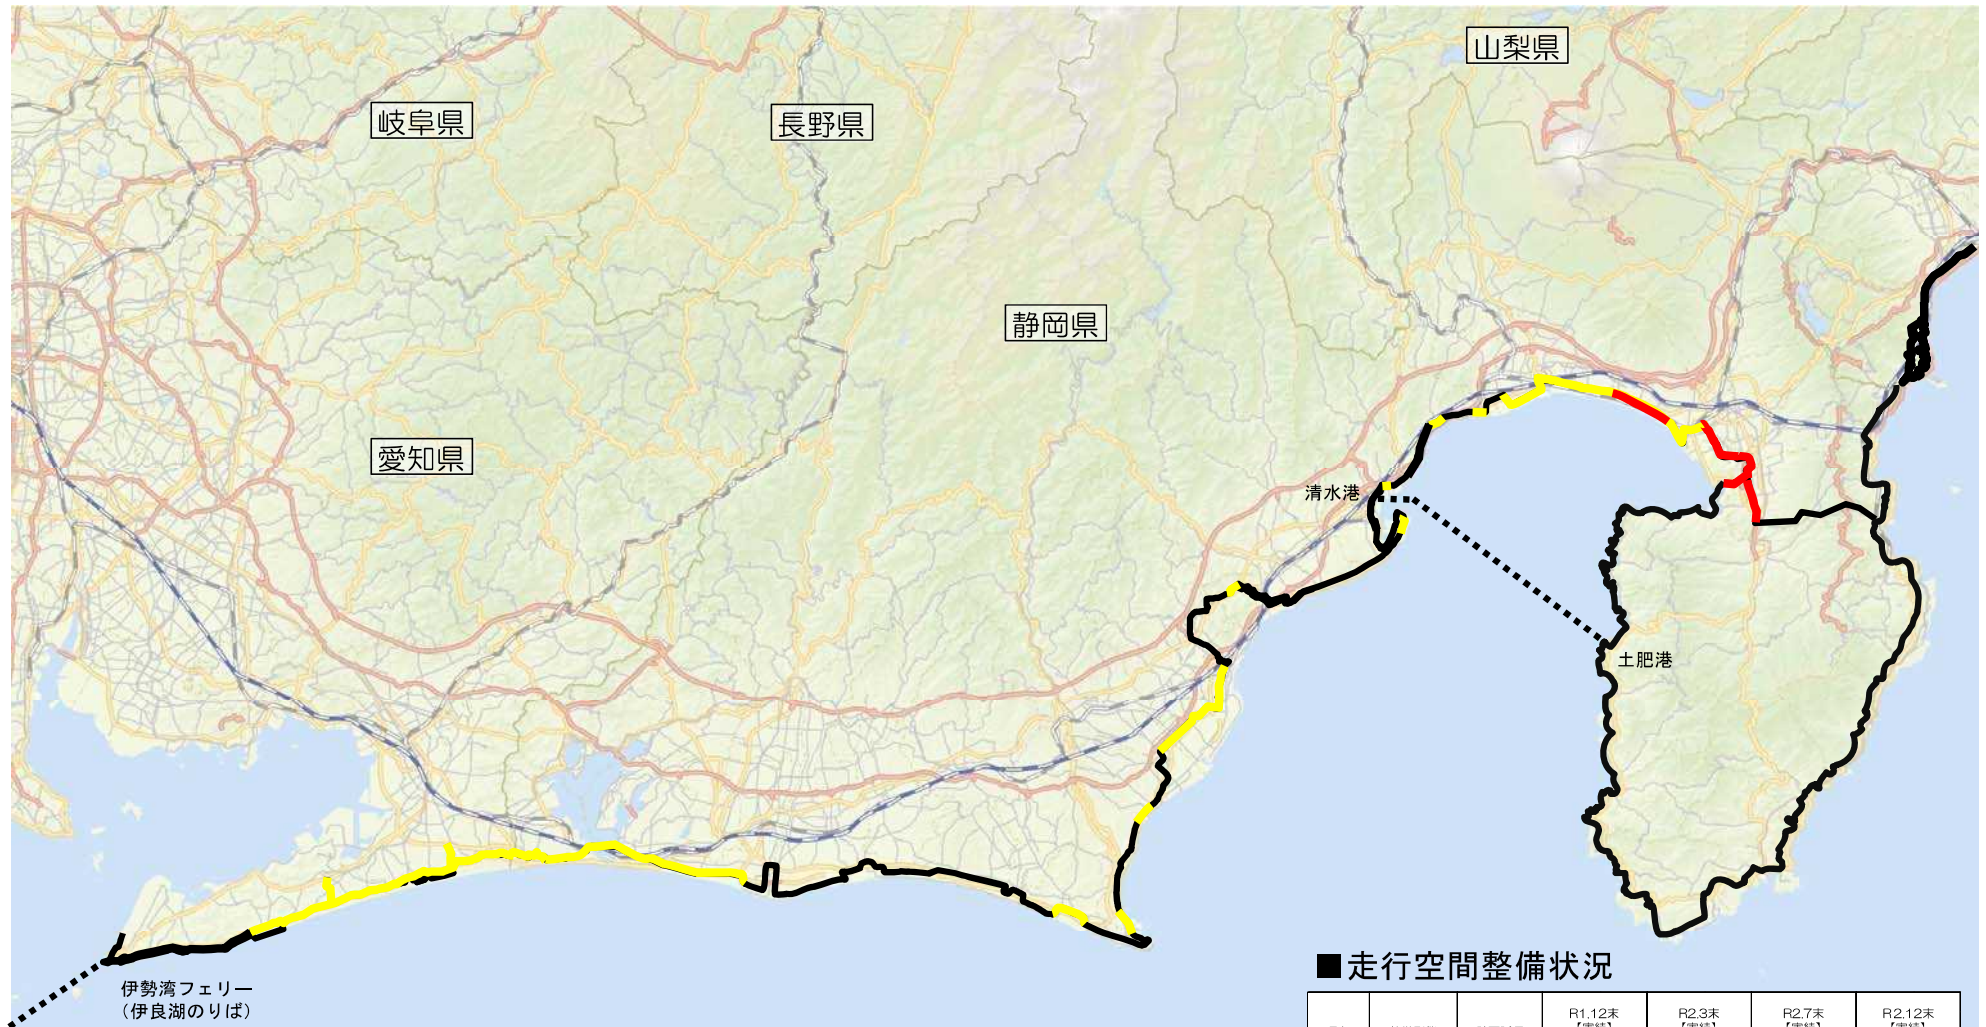 山梨県
岐阜県
長野県
静岡県
愛知県
清水港
土肥港
伊勢湾フェリー
(伊良湖のりば)
■走行空間整備状況
R1.12末 R2.3末 R2.7末 R2.12末